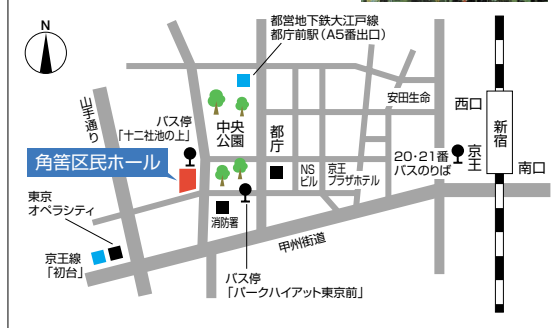 N
都営地下鉄大江戸線
都庁前駅（A5番出口）
山手通り
バス停
「十二社池の上」
中央
公園
都庁
安田生命
西口
新宿
南口
京王
20・21番
バスのりば
角筈区民ホール
NS
ビル
京王
プラザホテル
東京
オペラシティ
消防署
甲州街道
京王線
「初台」
バス停
「パークハイアット東京前」